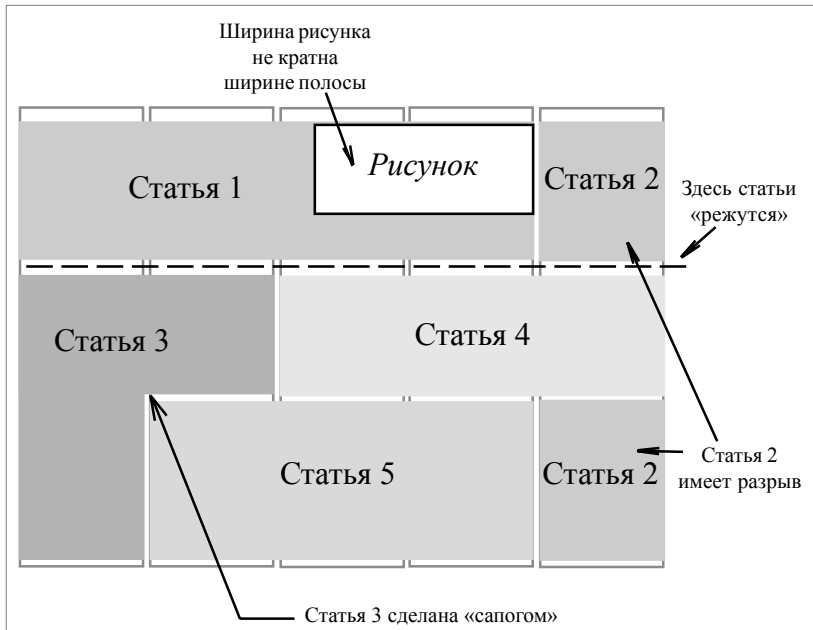 Ширина рисунка
не кратна
ширине полосы
Рисунок
Статья 1
Статья 2
Здесь статьи
«режутся»
Статья 3
Статья 4
Статья 5
Статья 2
Статья 2
имеет разрыв
Статья 3 сделана «сапогом»